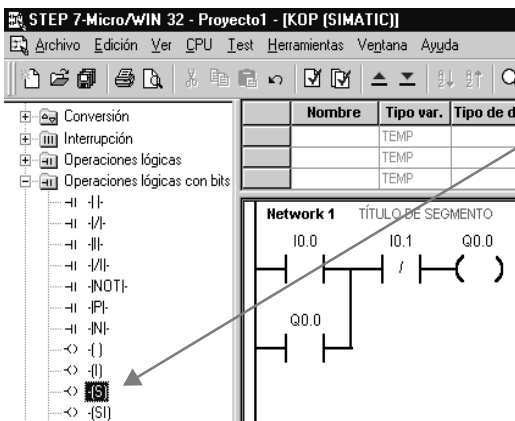 STEP 7-Micro/WIN 32 - Proyecto1 - [KOP (SIMATIC)]
Archivo Edición Ver CPU Test Herramientas Ventana Ayuda
Nombre Tipo var. Tipo de d
TEMP
TEMP
TEMP
Conversión
Interrupción
Operaciones lógicas
Operaciones lógicas con bits
-| |-
-|/|-
-|I|-
-|/I|-
-|NOT|-
-|P|-
-|N|-
-( )
-(I)
-(S)
-(SI)
Network 1 TÍTULO DE SEGMENTO
I0.0 I0.1 Q0.0
/
Q0.0